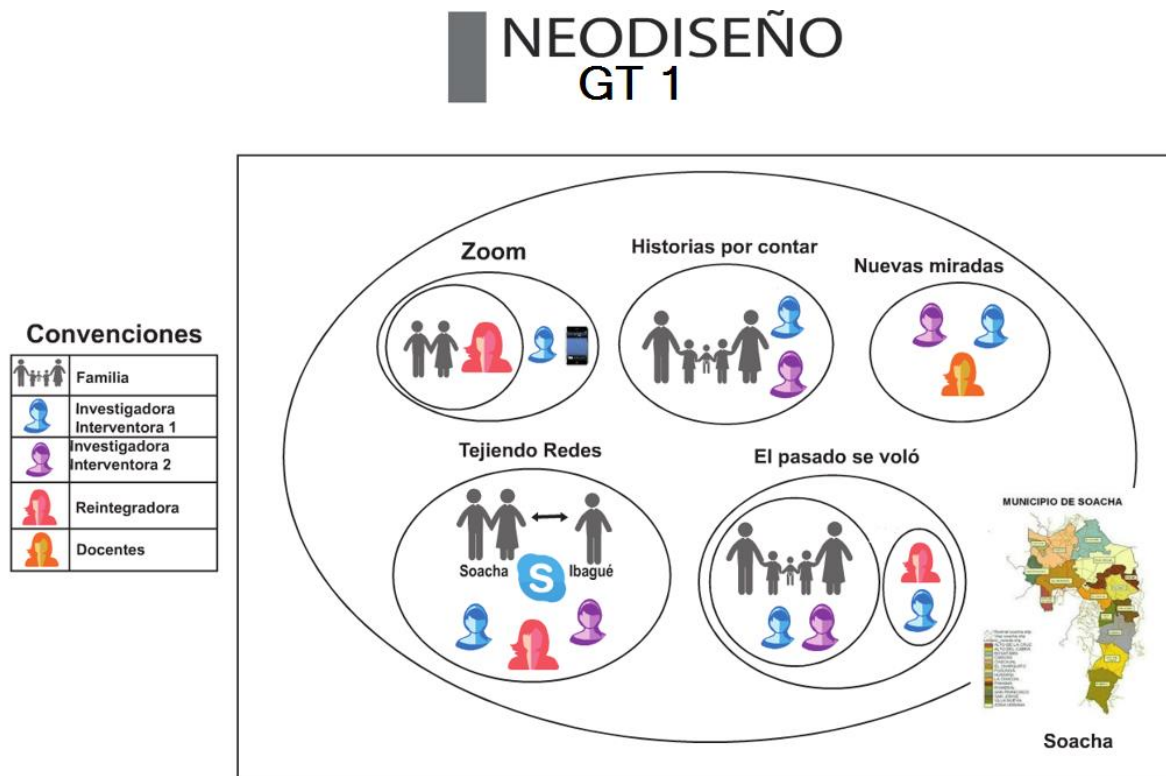 NEODISEÑO
GT 1
Convenciones
Familia
Investigadora
Interventora 1
Investigadora
Interventora 2
Reintegradora
Docentes
Zoom
Historias por contar
Nuevas miradas
Tejiendo Redes
Soacha
Ibagué
El pasado se voló
MUNICIPIO DE SOACHA
Soacha